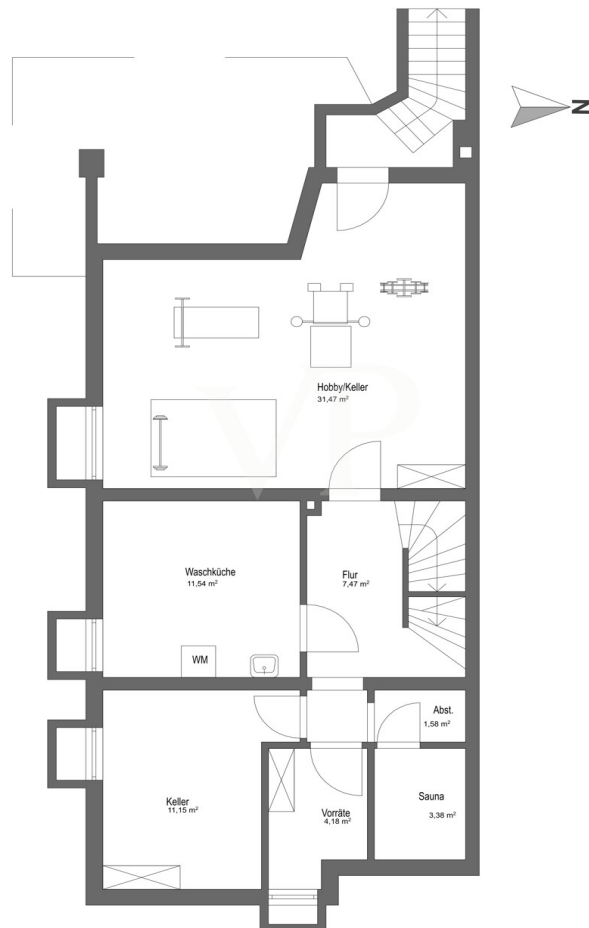 N
Hobby/Keller
31,47 m²
VP
Waschküche
11,54 m²
Flur
7,47 m²
WM
Abst.
1,58 m²
Keller
11,15 m²
Vorräte
4,18 m²
Sauna
3,38 m²